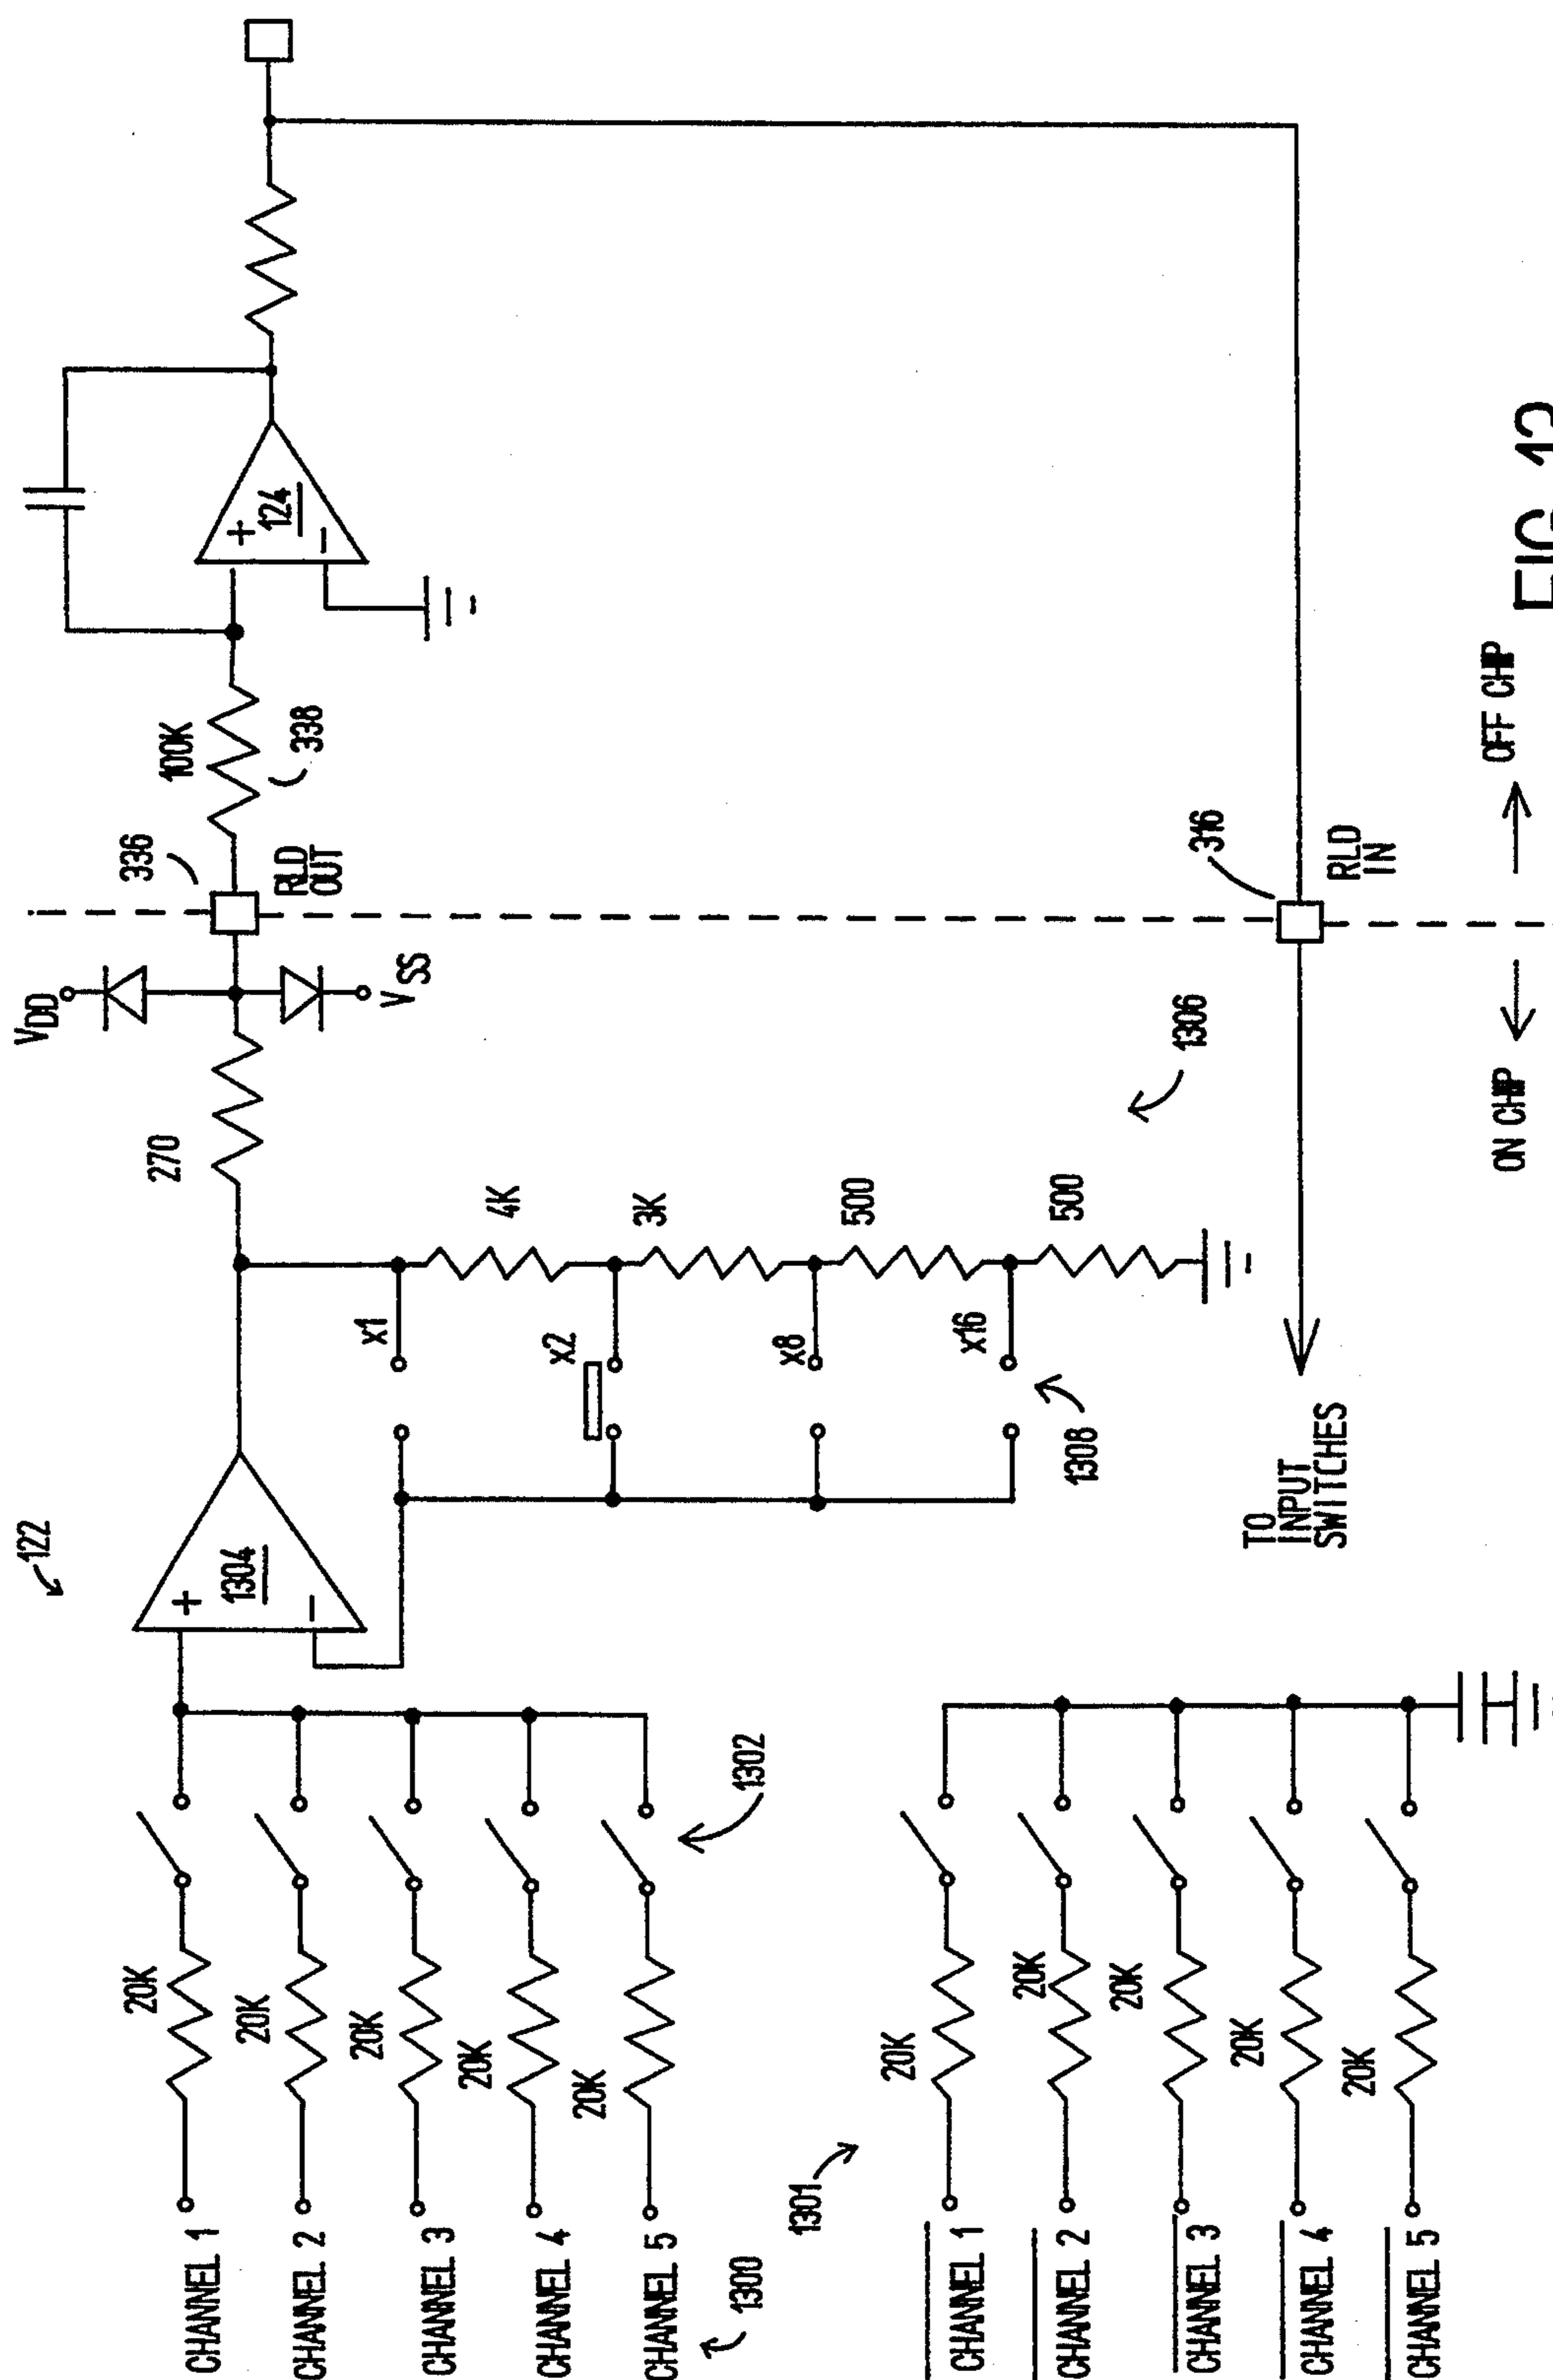 122
V DD
336
100K
338
+
124
−
270
RLD
OUT
V SS
+
1304
−
x1
4K
x2
3K
x8
500
x16
500
1308
1306
316
RLD
IN
TO
INPUT
SWITCHES
CHANNEL 1
20K
CHANNEL 2
20K
CHANNEL 3
20K
CHANNEL 4
20K
CHANNEL 5
20K
1300
1302
1301
CHANNEL 1
20K
CHANNEL 2
20K
CHANNEL 3
20K
CHANNEL 4
20K
CHANNEL 5
20K
ON CHIP
OFF CHIP
FIG.